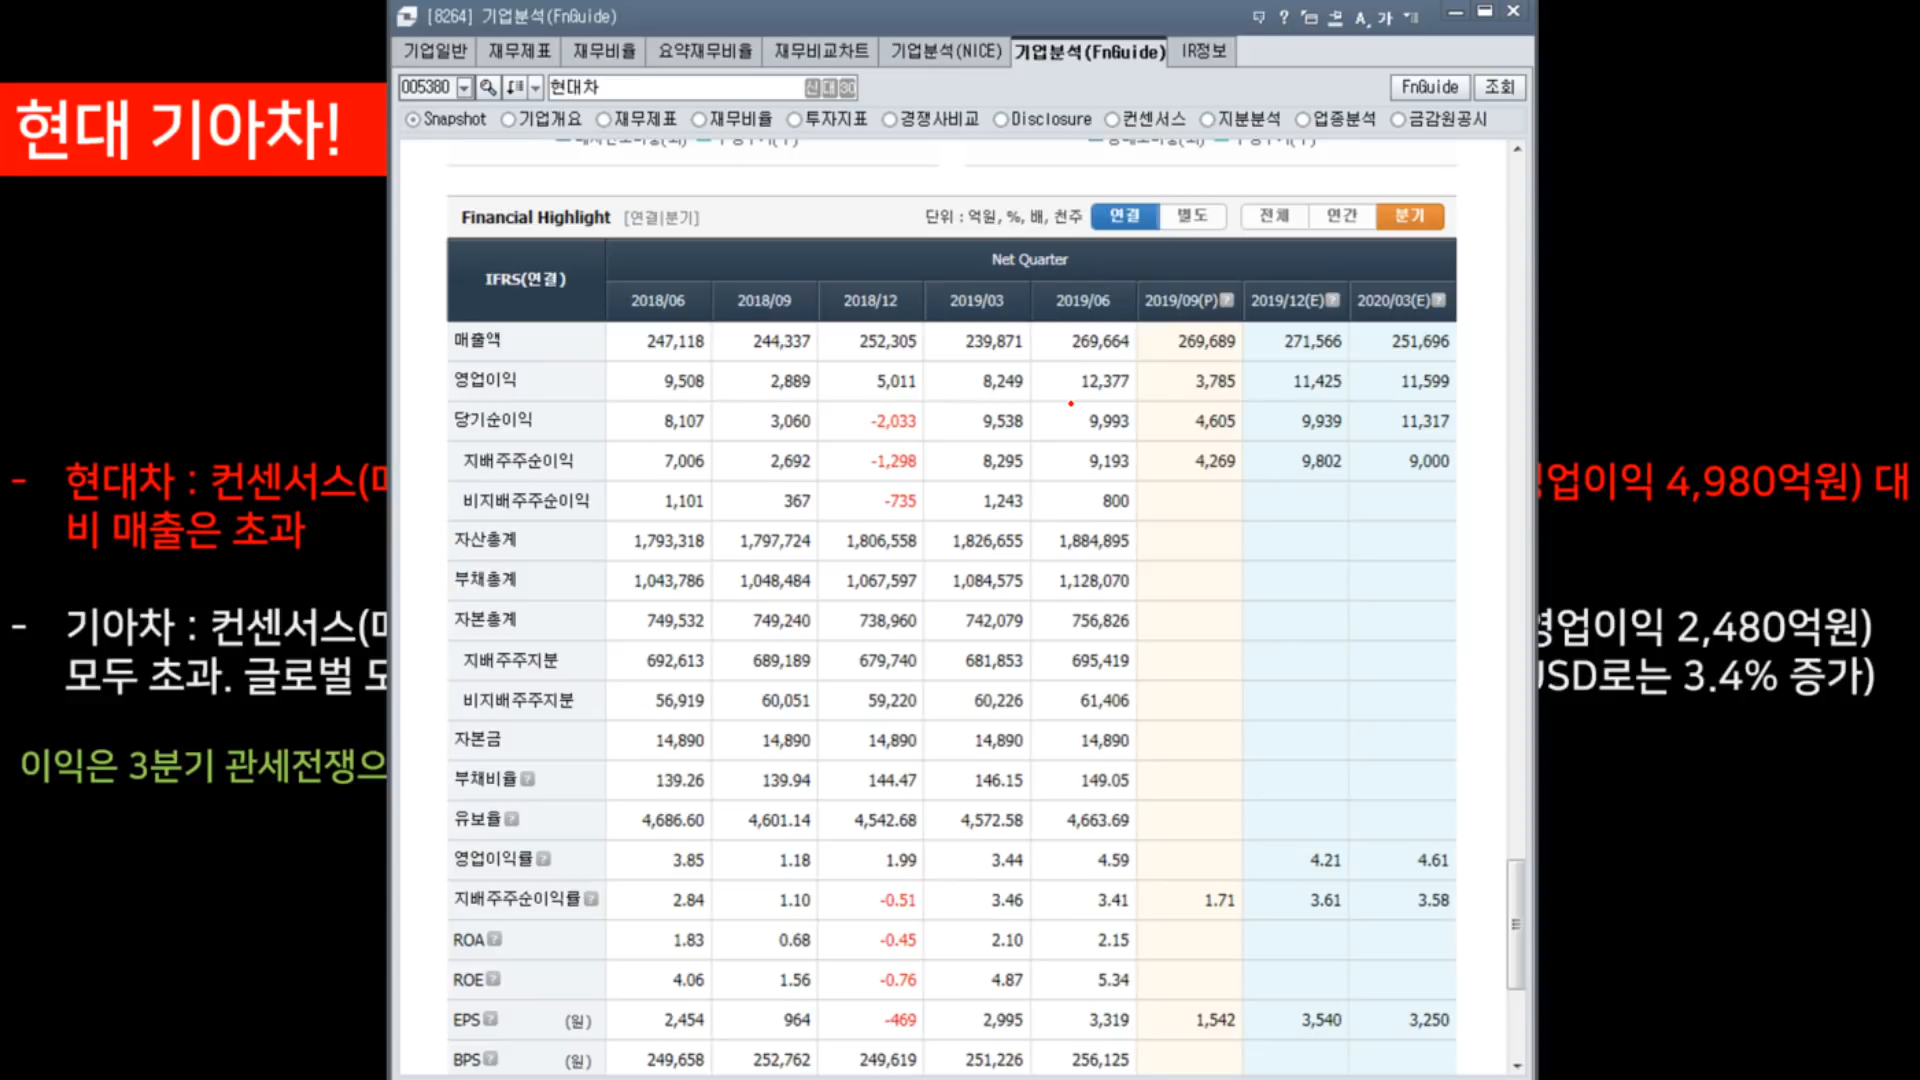 [8264] 기업분석(FnGuide)
기업일반 재무제표 재무비율 요약재무비율 재무비교차트 기업분석(NICE) 기업분석(FnGuide) IR정보
005380 현대차 신 대 30 FnGuide 조회
Snapshot 기업개요 재무제표 재무비율 투자지표 경쟁사비교 Disclosure 컨센서스 지분분석 업종분석 금감원공시
현대 기아차!
Financial Highlight [연결|분기] 단위 : 억원, %, 배, 천주 연결 별도 전체 연간 분기
IFRS(연결) Net Quarter
2018/06 2018/09 2018/12 2019/03 2019/06 2019/09(P) 2019/12(E) 2020/03(E)
매출액 247,118 244,337 252,305 239,871 269,664 269,689 271,566 251,696
영업이익 9,508 2,889 5,011 8,249 12,377 3,785 11,425 11,599
당기순이익 8,107 3,060 -2,033 9,538 9,993 4,605 9,939 11,317
지배주주순이익 7,006 2,692 -1,298 8,295 9,193 4,269 9,802 9,000
비지배주주순이익 1,101 367 -735 1,243 800
자산총계 1,793,318 1,797,724 1,806,558 1,826,655 1,884,895
부채총계 1,043,786 1,048,484 1,067,597 1,084,575 1,128,070
자본총계 749,532 749,240 738,960 742,079 756,826
지배주주지분 692,613 689,189 679,740 681,853 695,419
비지배주주지분 56,919 60,051 59,220 60,226 61,406
자본금 14,890 14,890 14,890 14,890 14,890
부채비율 139.26 139.94 144.47 146.15 149.05
유보율 4,686.60 4,601.14 4,542.68 4,572.58 4,663.69
영업이익률 3.85 1.18 1.99 3.44 4.59 4.21 4.61
지배주주순이익률 2.84 1.10 -0.51 3.46 3.41 1.71 3.61 3.58
ROA 1.83 0.68 -0.45 2.10 2.15
ROE 4.06 1.56 -0.76 4.87 5.34
EPS (원) 2,454 964 -469 2,995 3,319 1,542 3,540 3,250
BPS (원) 249,658 252,762 249,619 251,226 256,125
- 현대차 : 컨센서스( 영업이익 4,980억원) 대
비 매출은 초과
- 기아차 : 컨센서스( 영업이익 2,480억원)
모두 초과. 글로벌 USD로는 3.4% 증가)
이익은 3분기 관세전쟁으